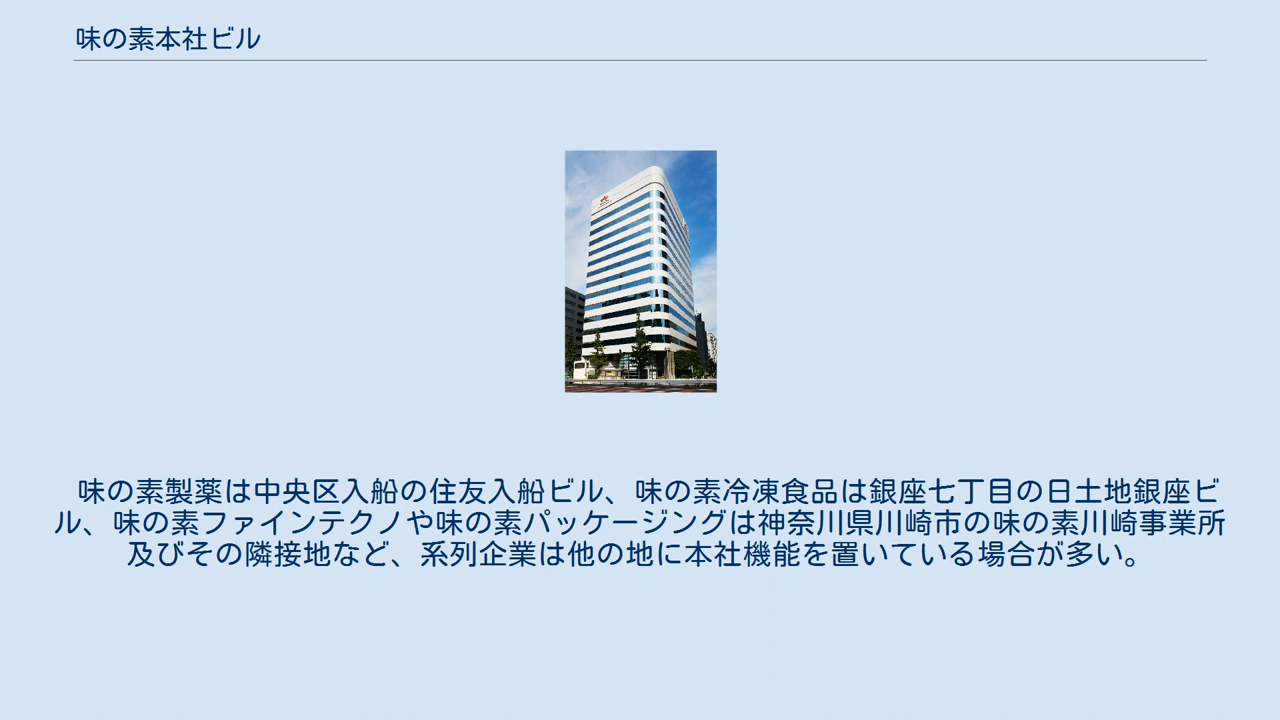 味の素本社ビル
味の素製薬は中央区入船の住友入船ビル、味の素冷凍食品は銀座七丁目の日土地銀座ビ
ル、味の素ファインテクノや味の素パッケージングは神奈川県川崎市の味の素川崎事業所
及びその隣接地など、系列企業は他の地に本社機能を置いている場合が多い。